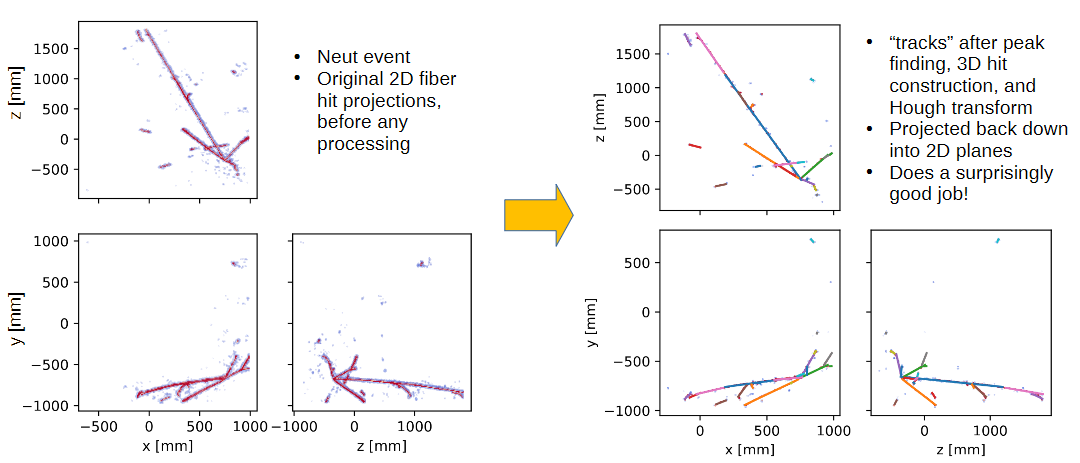 1500
1000
500
0
−500
z [mm]
• Neut event
• Original 2D fiber
hit projections,
before any
processing
1000
500
0
−500
−1000
y [mm]
−500
0
500
1000
x [mm]
−1000
0
1000
z [mm]
1500
1000
500
0
−500
z [mm]
• “tracks” after peak
finding, 3D hit
construction, and
Hough transform
• Projected back down
into 2D planes
• Does a surprisingly
good job!
500
0
−500
−1000
y [mm]
0
500
1000
x [mm]
0
1000
z [mm]